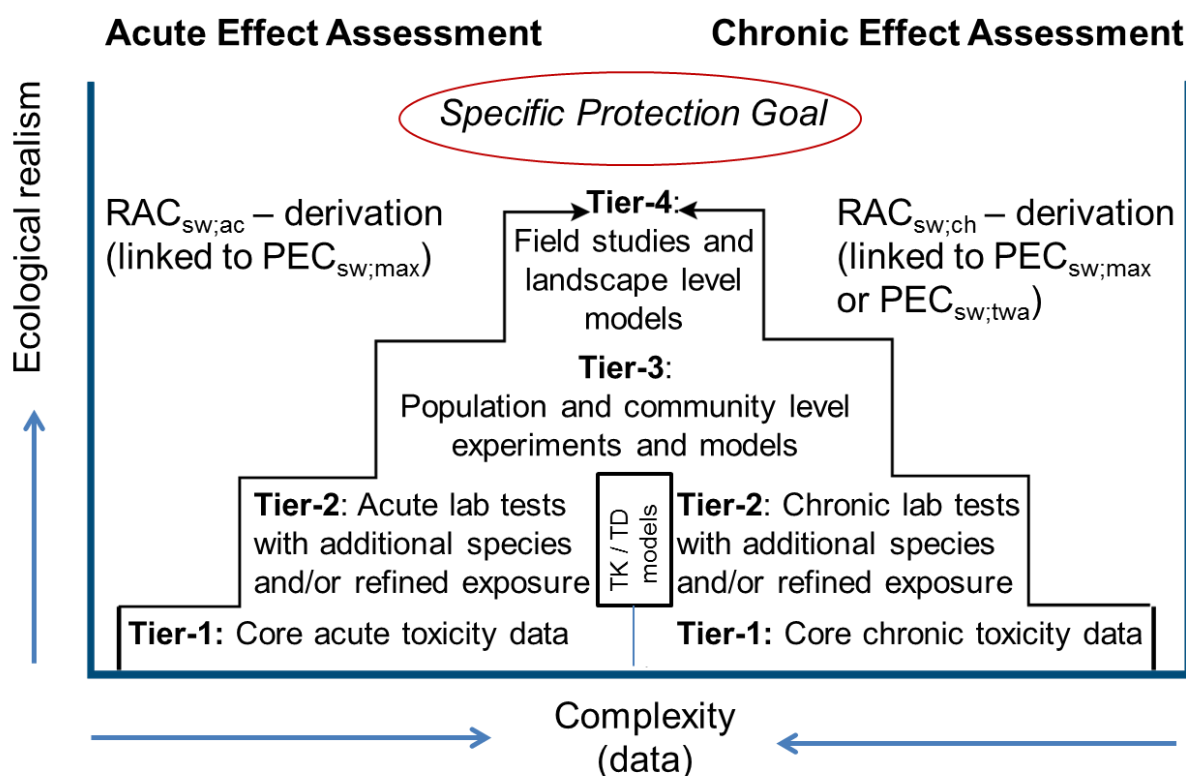 Acute Effect Assessment
Chronic Effect Assessment
Specific Protection Goal
Ecological realism
RACsw;ac – derivation
(linked to PECsw;max)
Tier-4:
Field studies and
landscape level
models
RACsw;ch – derivation
(linked to PECsw;max
or PECsw;twa)
Tier-3:
Population and community level
experiments and models
Tier-2: Acute lab tests
with additional species
and/or refined exposure
TK / TD
models
Tier-2: Chronic lab tests
with additional species
and/or refined exposure
Tier-1: Core acute toxicity data
Tier-1: Core chronic toxicity data
Complexity
(data)